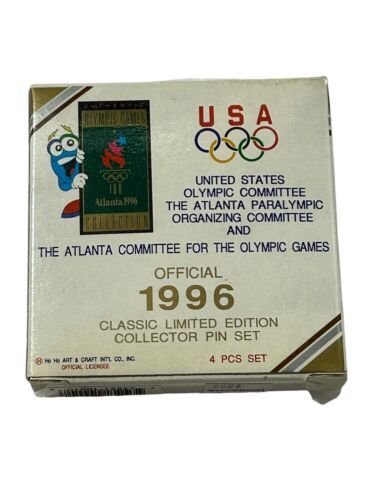 AUTHENTIC
OLYMPIC GAMES
100
Atlanta 1996
COLLECTION
USA
UNITED STATES
OLYMPIC COMMITTEE
THE ATLANTA PARALYMPIC
ORGANIZING COMMITTEE
AND
THE ATLANTA COMMITTEE FOR THE OLYMPIC GAMES
OFFICIAL
1996
CLASSIC LIMITED EDITION
COLLECTOR PIN SET
Ho Ho ART & CRAFT INT'L CO., INC.
OFFICIAL LICENSEE
4 PCS SET